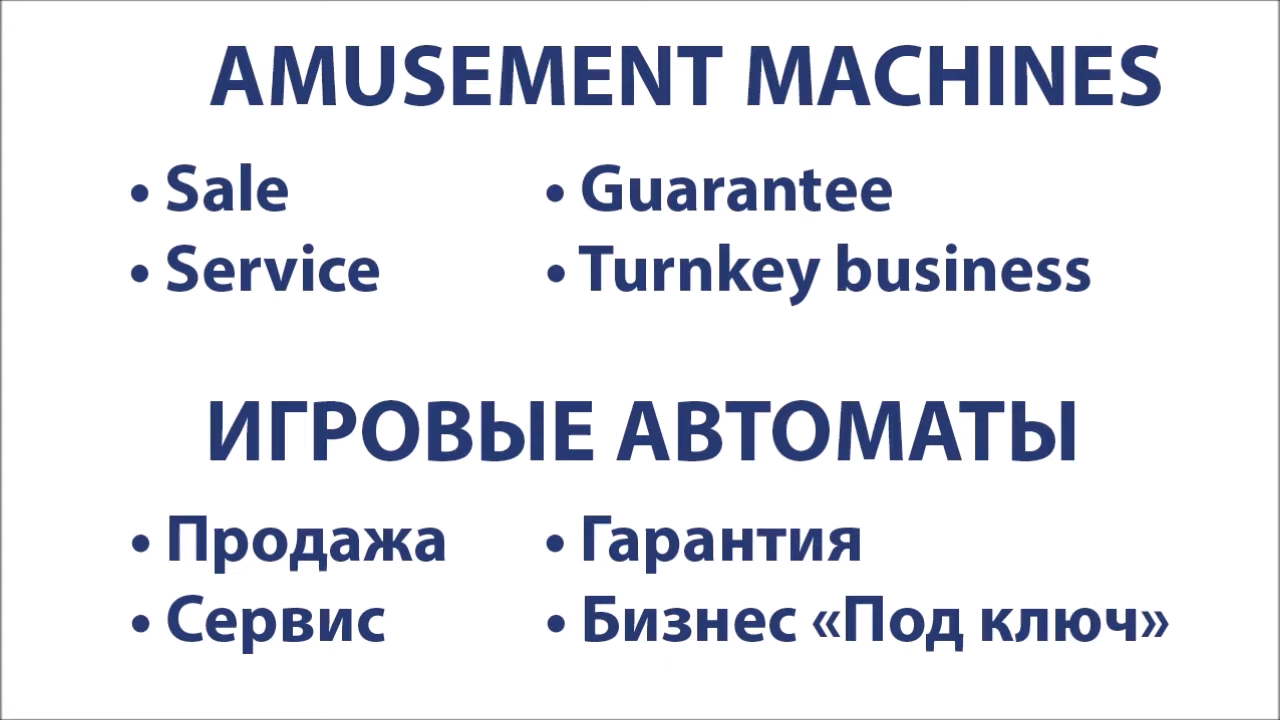 AMUSEMENT MACHINES
• Sale • Guarantee
• Service • Turnkey business
ИГРОВЫЕ АВТОМАТЫ
• Продажа • Гарантия
• Сервис • Бизнес «Под ключ»